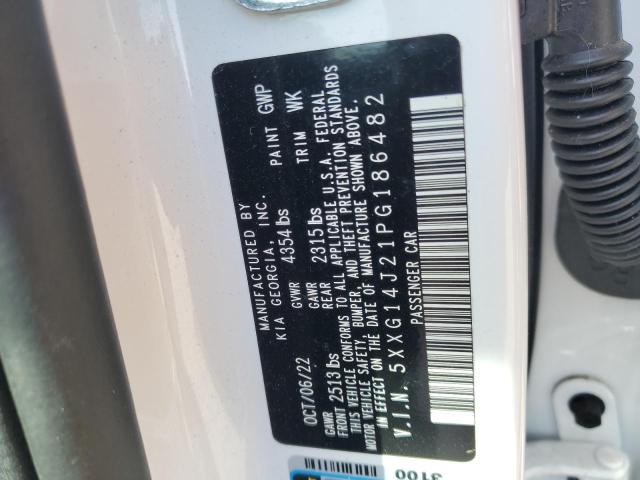 MANUFACTURED BY
KIA GEORGIA, INC.
PAINT GWP
OCT/06/22 GVWR 4354 lbs TRIM WK
GAWR FRONT 2513 lbs GAWR REAR 2315 lbs
THIS VEHICLE CONFORMS TO ALL APPLICABLE U.S.A. FEDERAL
MOTOR VEHICLE SAFETY, BUMPER, AND THEFT PREVENTION STANDARDS
IN EFFECT ON THE DATE OF MANUFACTURE SHOWN ABOVE.
V.I.N. 5XXG14J21PG186482
PASSENGER CAR
3100